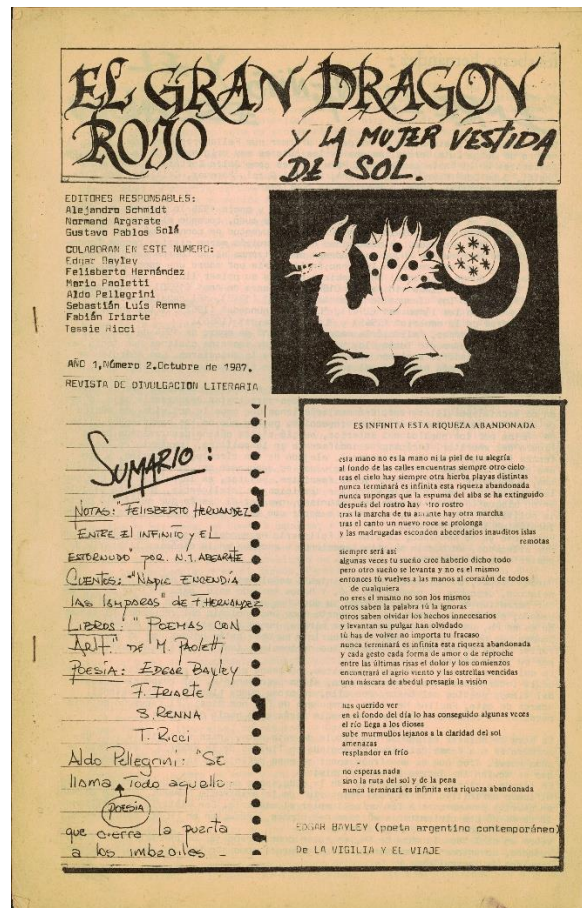 EL GRAN DRAGON
ROJO
Y LA MUJER VESTIDA
DE SOL.
EDITORES RESPONSABLES:
Alejandro Schmidt
Normand Argarate
Gustavo Pablos Solá
COLABORAN EN ESTE NUMERO:
Edgar Bayley
Felisberto Hernández
Mario Paoletti
Aldo Pellegrini
Sebastián Luís Renna
Fabián Iriarte
Tessie Ricci
AÑO 1,Número 2.Octubre de 1987.
REVISTA DE DIVULGACION LITERARIA
SUMARIO:
NOTAS: "FELISBERTO HERNANDEZ
ENTRE El INFINITO y EL
ESTORNUDO" POR. N.T. ARGARATE
CUENTOS: "NADIE ENCENDIA
LAS lAMPARAS" de F. HERNANDEZ
LIBROS: "POEMAS CON
Arlt." DE M. PAOlETTI
POESIA: EDGAR BAYLEY
F. IRIARTE
S. RENNA
T. Ricci
Aldo Pellegrini: "SE
llama Todo aquello
POESIA
que cierra la puerta
a los imbeciles -
ES INFINITA ESTA RIQUEZA ABANDONADA
esta mano no es la mano ni la piel de tu alegría
al fondo de las calles encuentras siempre otro cielo
tras el cielo hay siempre otra hierba playas distintas
nunca terminará es infinita esta riqueza abandonada
nunca supongas que la espuma del alba se ha extinguido
después del rostro hay otro rostro
tras la marcha de tu amante hay otra marcha
tras el canto un nuevo roce se prolonga
y las madrugadas esconden abecedarios inauditos islas
remotas
siempre será así
algunas veces tu sueño cree haberlo dicho todo
pero otro sueño se levanta y no es el mismo
entonces tú vuelves a las manos al corazón de todos
de cualquiera
no eres el mismo no son los mismos
otros saben la palabra tú la ignoras
otros saben olvidar los hechos innecesarios
y levantan su pulgar han olvidado
tú has de volver no importa tu fracaso
nunca terminará es infinita esta riqueza abandonada
y cada gesto cada forma de amor o de reproche
entre las últimas risas el dolor y los comienzos
encontrará el agrio viento y las estrellas vencidas
una máscara de abedul presagia la visión
has querido ver
en el fondo del día lo has conseguido algunas veces
el río llega a los dioses
sube murmullos lejanos a la claridad del sol
amenazas
resplandor en frío
no esperas nada
sino la ruta del sol y de la pena
nunca terminará es infinita esta riqueza abandonada
EDGAR BAYLEY (poeta argentino contemporáneo)
De LA VIGILIA Y EL VIAJE